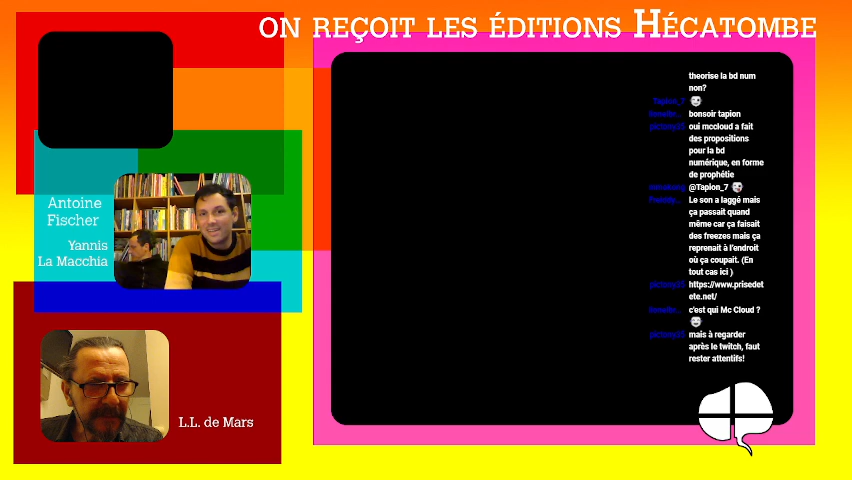 ON REÇOIT LES ÉDITIONS HÉCATOMBE
Antoine
Fischer
Yannis
La Macchia
L.L. de Mars
theorise la bd num
non?
Tapion_7
bonsoir tapion
pichony35 oui mccloud a fait
des propositions
pour la bd
numérique, en forme
de prophétie
@Tapion_7
Le son a laggé mais
ça passait quand
même car ça faisait
des freezes mais ça
reprenait à l'endroit
où ça coupait. (En
tout cas ici )
pichony35 https://www.prisedet
ete.net/
c'est qui Mc Cloud ?
pichony35 mais à regarder
après le twitch, faut
rester attentifs!